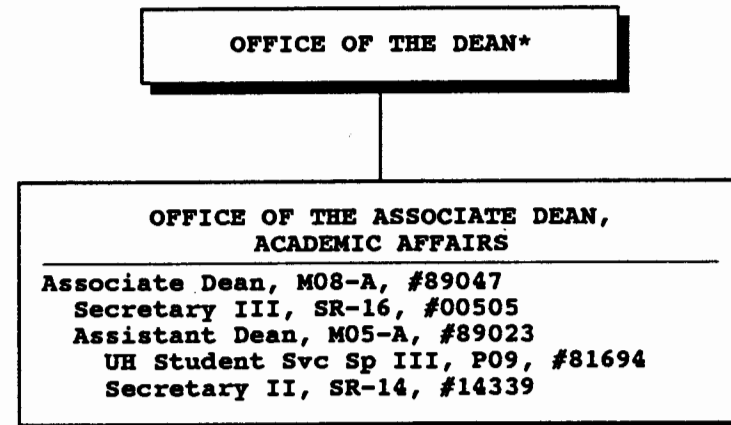 OFFICE OF THE DEAN*
OFFICE OF THE ASSOCIATE DEAN,
ACADEMIC AFFAIRS
Associate Dean, M08-A, #89047
Secretary III, SR-16, #00505
Assistant Dean, M05-A, #89023
UH Student Svc Sp III, P09, #81694
Secretary II, SR-14, #14339